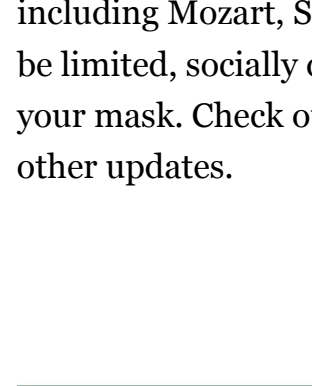 including Mozart, S
be limited, socially
your mask. Check
other updates.